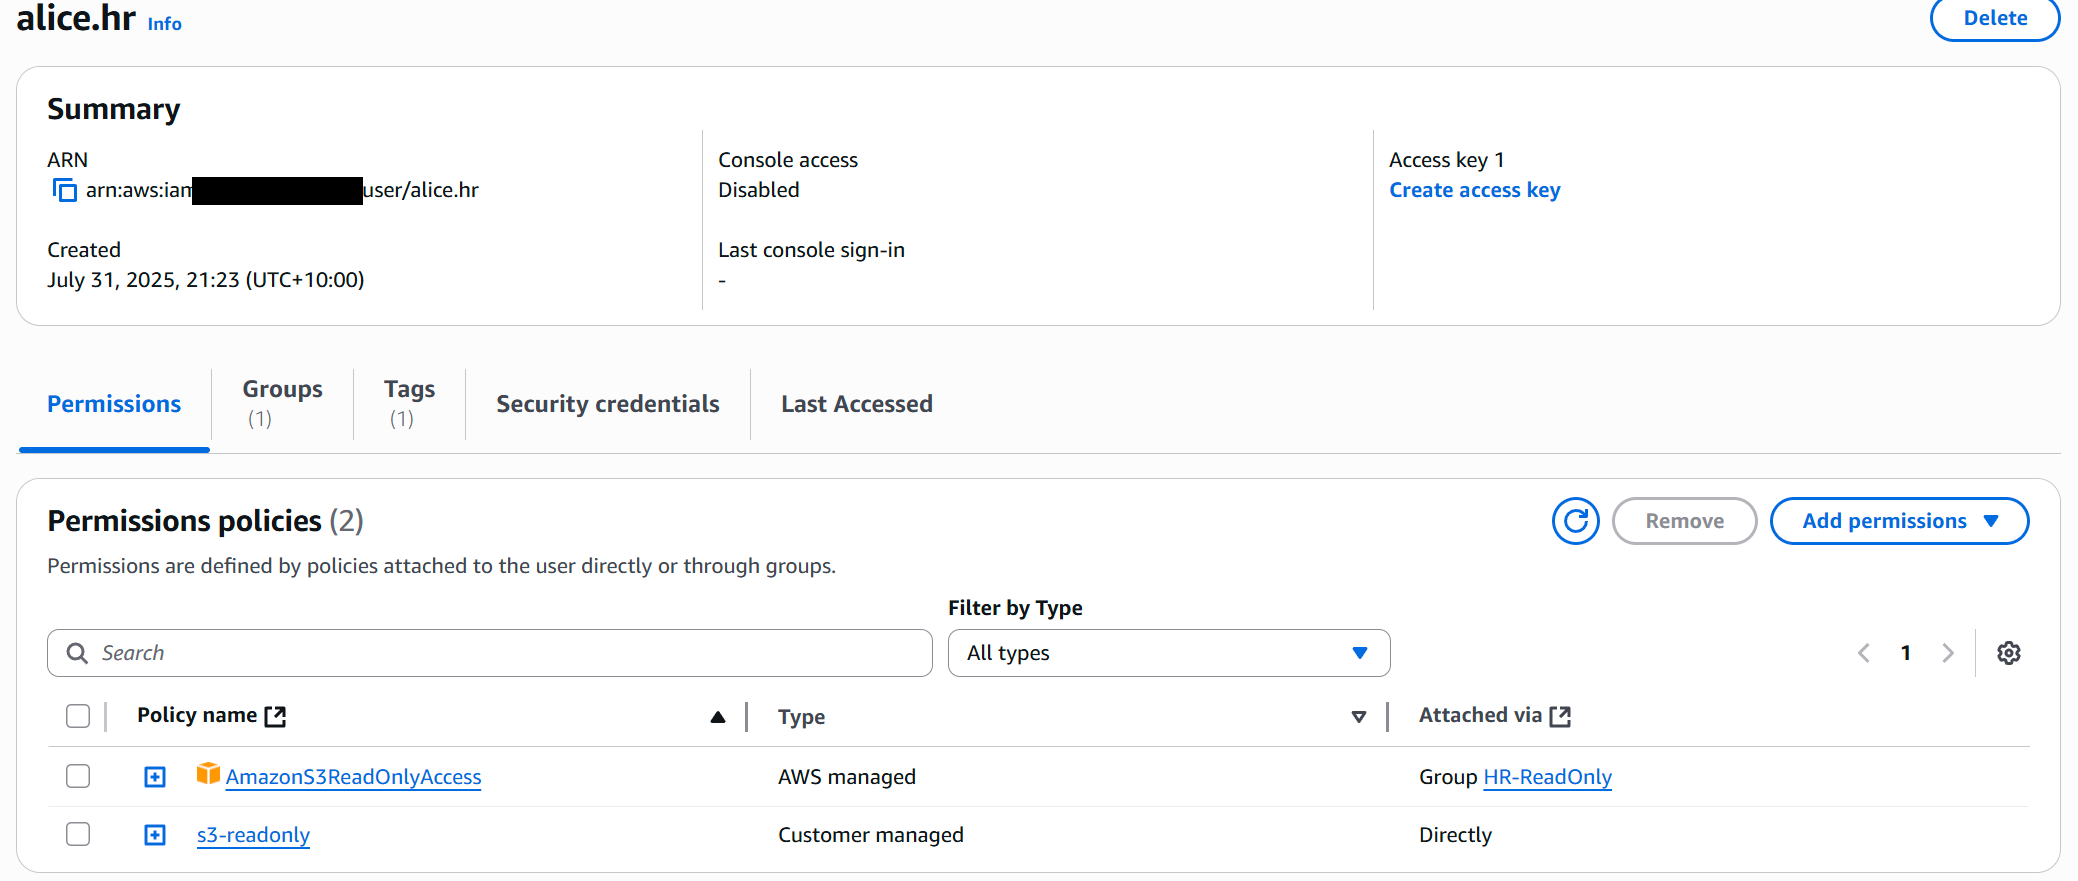 alice.hr Info
Delete
Summary
ARN
arn:aws:iam user/alice.hr
Created
July 31, 2025, 21:23 (UTC+10:00)
Console access
Disabled
Last console sign-in
-
Access key 1
Create access key
Permissions
Groups
(1)
Tags
(1)
Security credentials
Last Accessed
Permissions policies (2)
Remove
Add permissions
Permissions are defined by policies attached to the user directly or through groups.
Filter by Type
Search
All types
1
Policy name
Type
Attached via
AmazonS3ReadOnlyAccess
AWS managed
Group HR-ReadOnly
s3-readonly
Customer managed
Directly